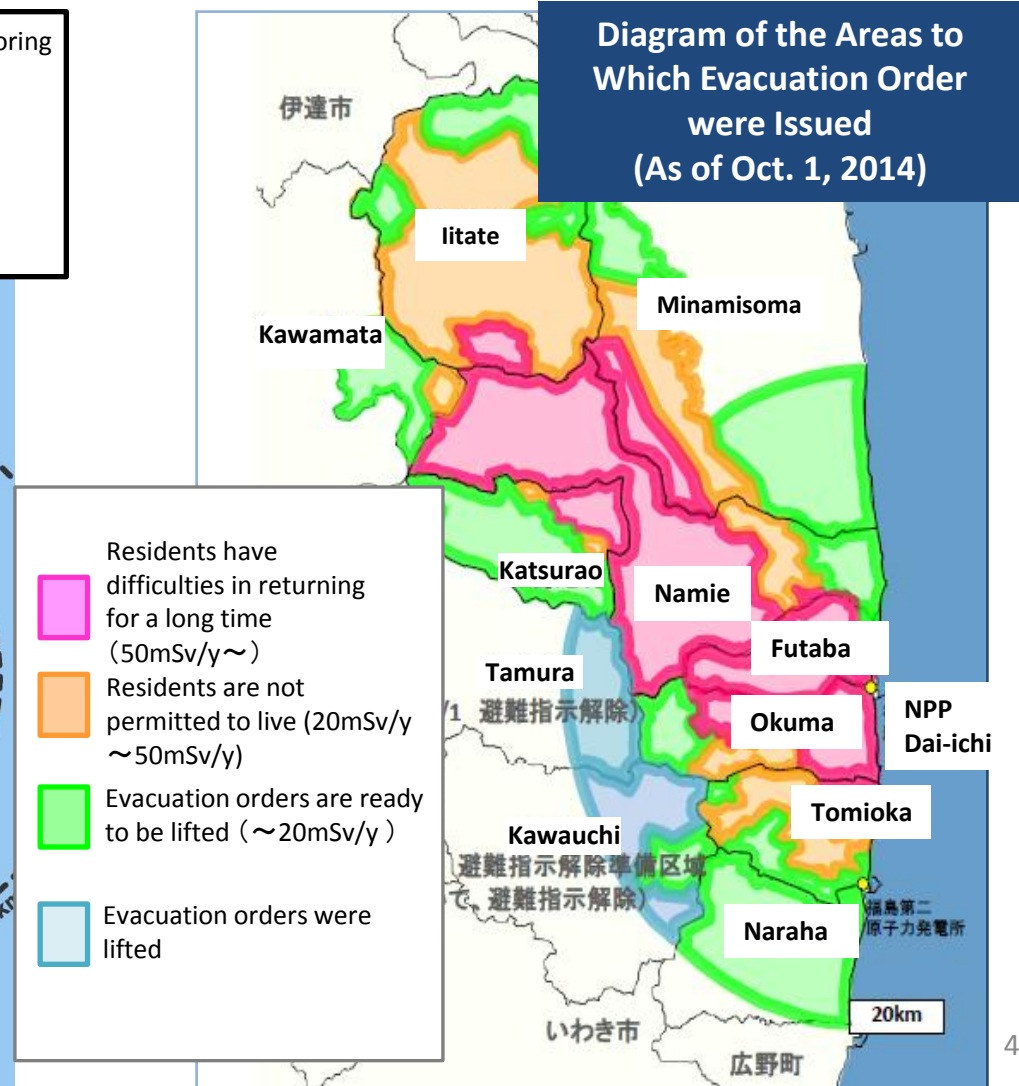 oring
Diagram of the Areas to
Which Evacuation Order
were Issued
(As of Oct. 1, 2014)
伊達市
Iitate
Minamisoma
Kawamata
Residents have
difficulties in returning
for a long time
（50mSv/y～）
Residents are not
permitted to live (20mSv/y
～50mSv/y)
Evacuation orders are ready
to be lifted（～20mSv/y ）
Evacuation orders were
lifted
Katsurao
Namie
Futaba
Tamura
/1 避難指示解除）
Okuma
NPP
Dai-ichi
Tomioka
Kawauchi
避難指示解除準備区域
で、避難指示解除）
Naraha
福島第二
原子力発電所
20km
いわき市
広野町
4